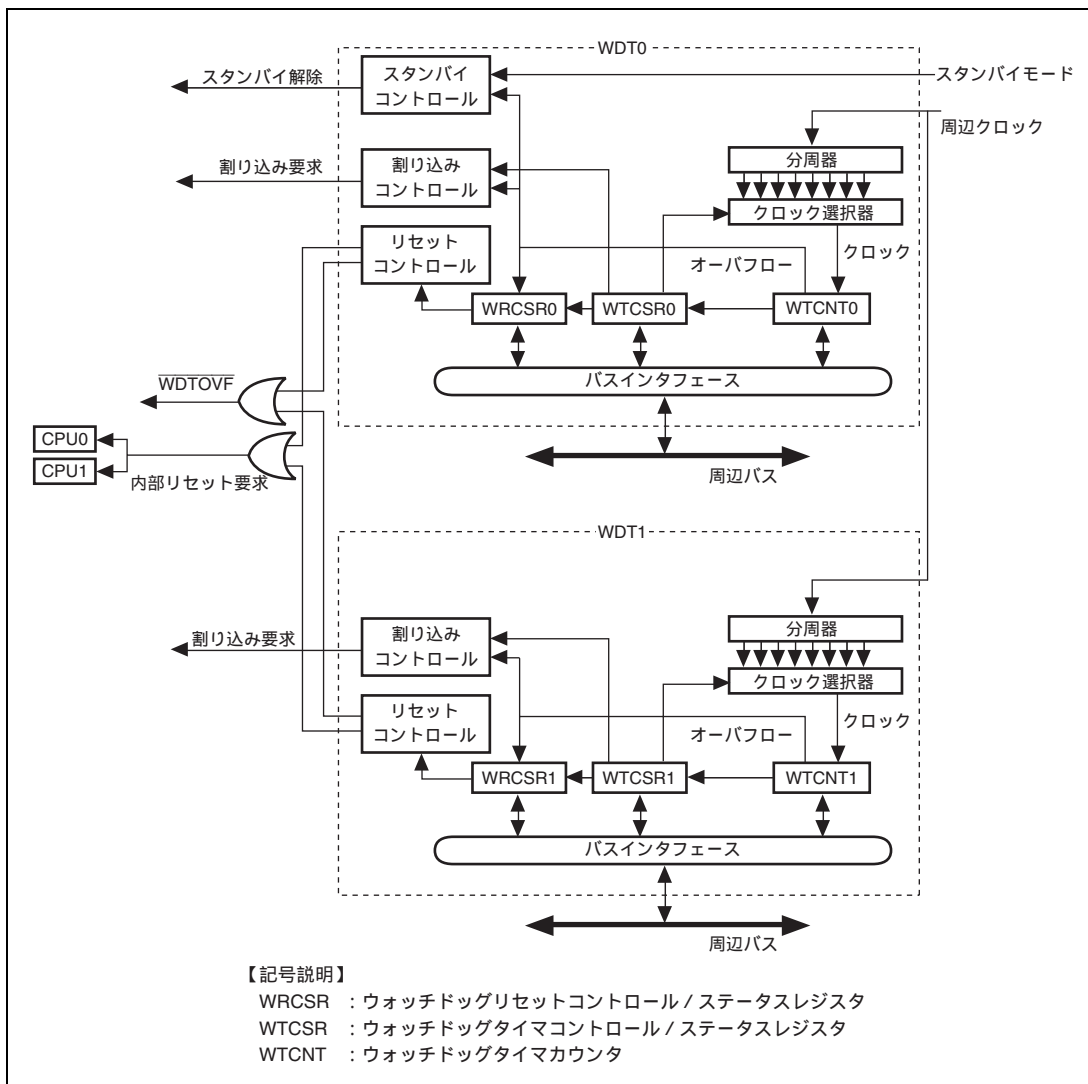 WDT0
スタンバイ解除
スタンバイ
コントロール
スタンバイモード
周辺クロック
割り込み要求
割り込み
コントロール
分周器
クロック選択器
リセット
コントロール
オーバフロー
クロック
WRCSR0
WTCSR0
WTCNT0
バスインタフェース
WDTOVF
CPU0
CPU1
内部リセット要求
周辺バス
WDT1
割り込み要求
割り込み
コントロール
分周器
クロック選択器
リセット
コントロール
オーバフロー
クロック
WRCSR1
WTCSR1
WTCNT1
バスインタフェース
周辺バス
【記号説明】
WRCSR :ウォッチドッグリセットコントロール / ステータスレジスタ
WTCSR :ウォッチドッグタイマコントロール / ステータスレジスタ
WTCNT :ウォッチドッグタイマカウンタ